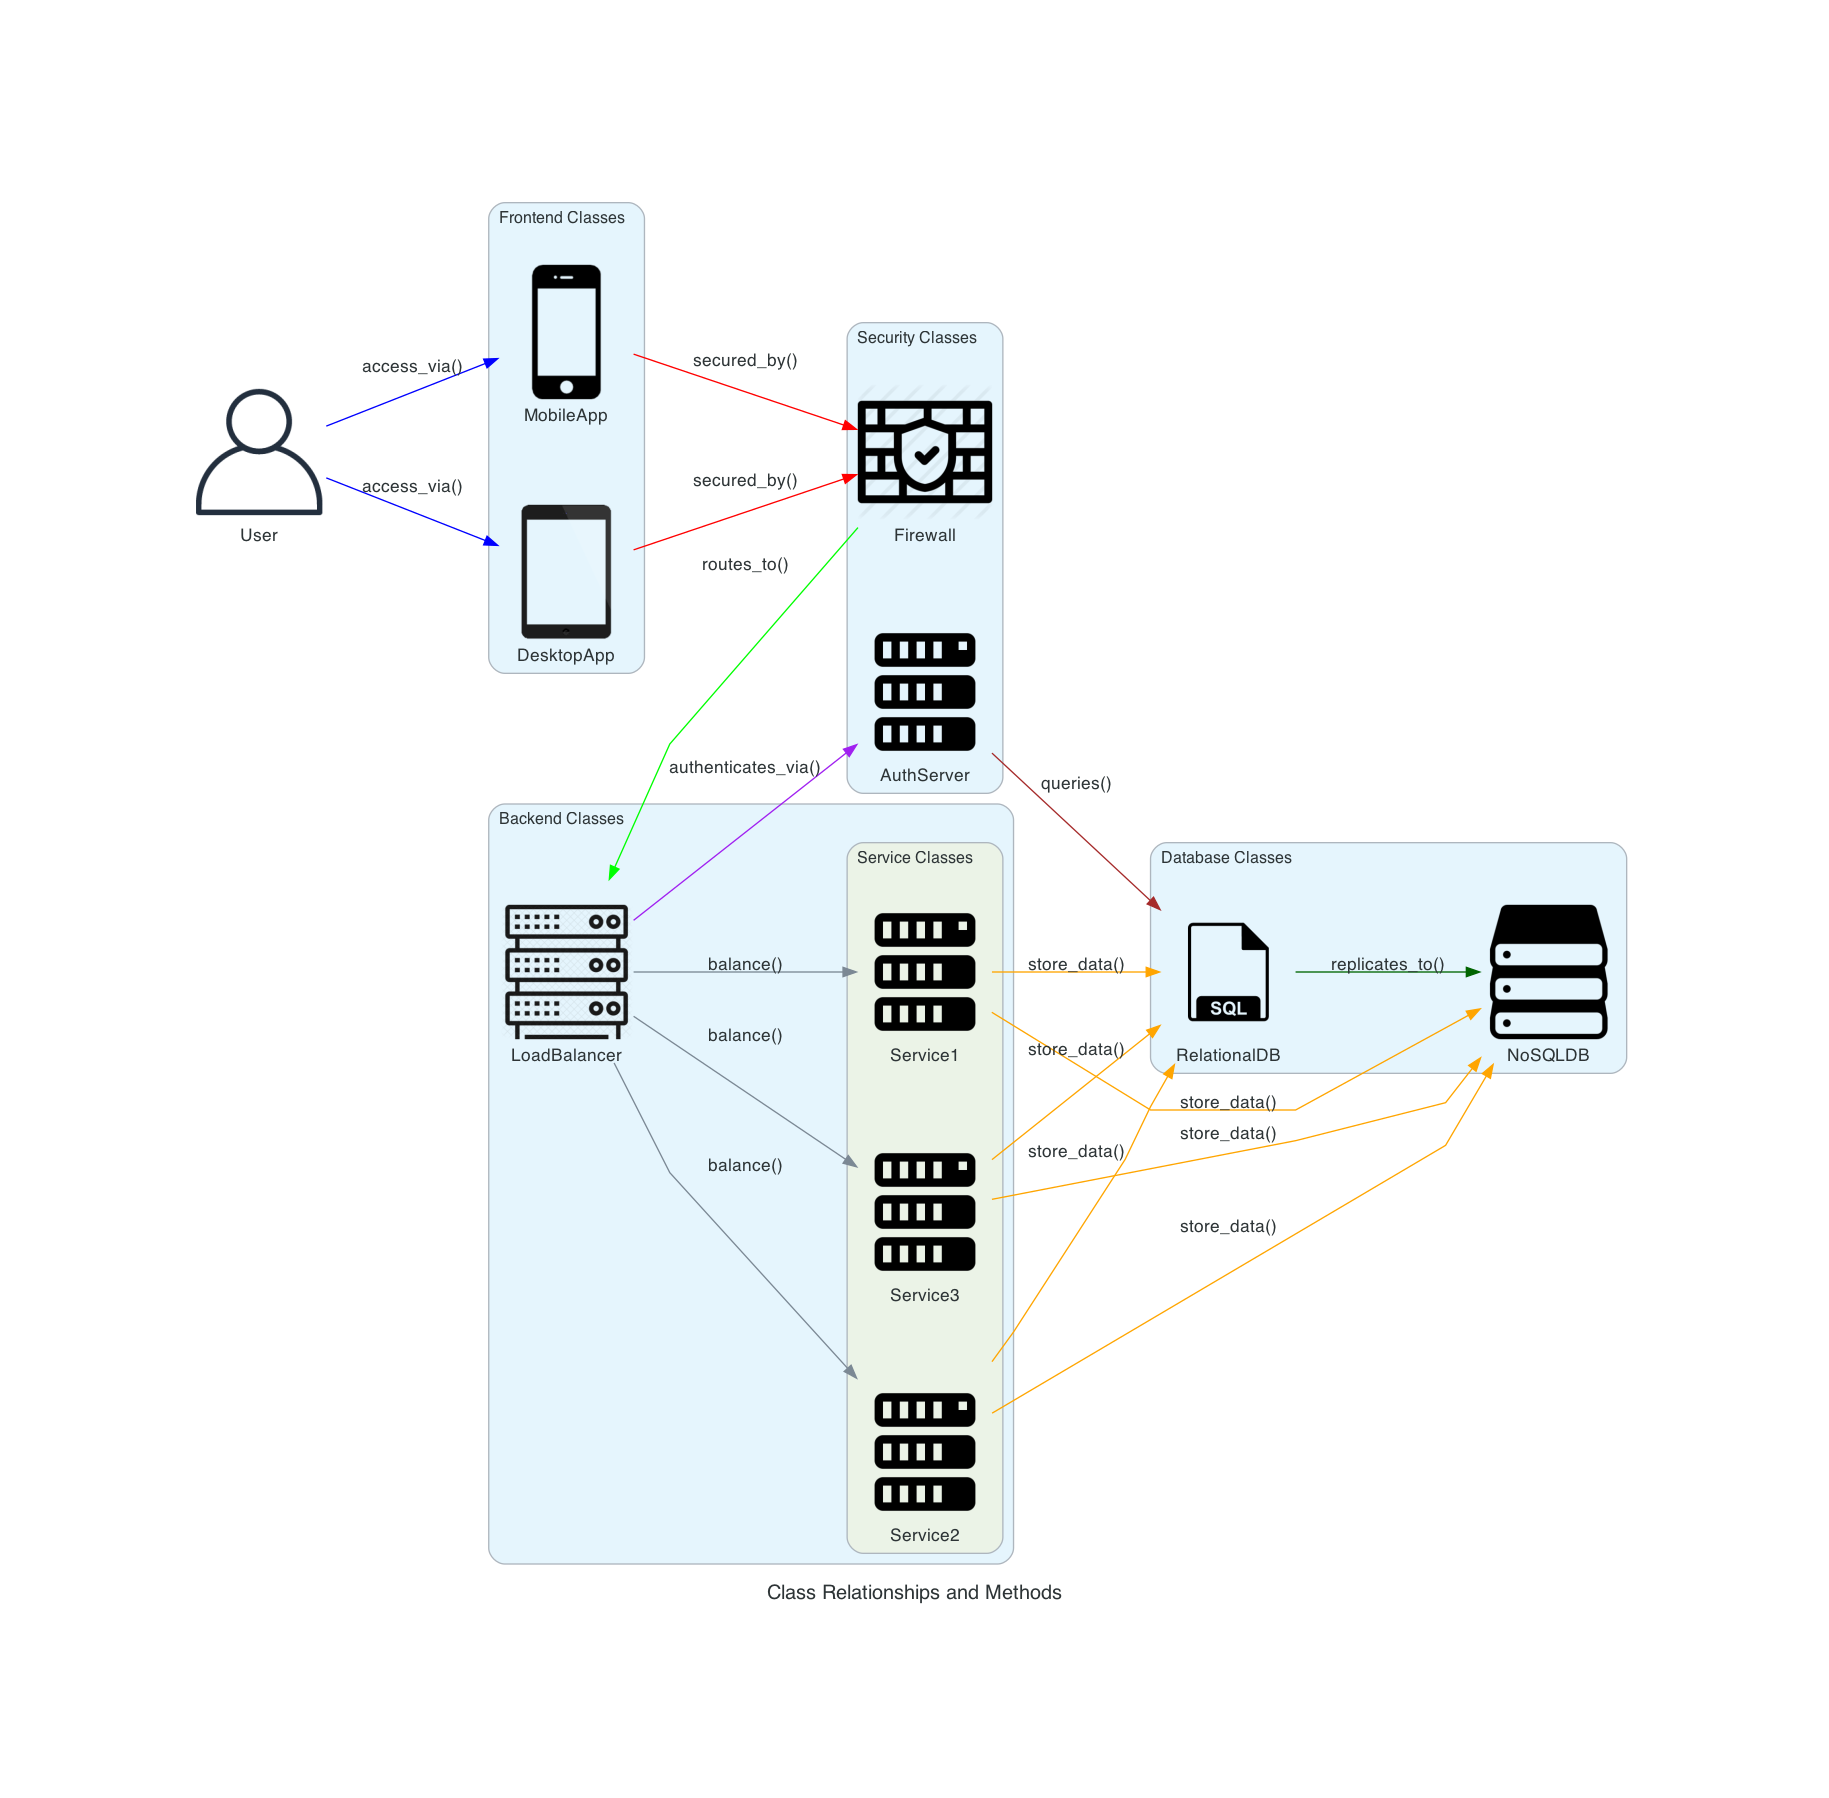 Frontend Classes
MobileApp
DesktopApp
User
access_via()
access_via()
secured_by()
secured_by()
Security Classes
Firewall
AuthServer
routes_to()
authenticates_via()
queries()
Backend Classes
LoadBalancer
balance()
balance()
balance()
Service Classes
Service1
Service3
Service2
store_data()
store_data()
store_data()
store_data()
store_data()
store_data()
Database Classes
SQL
RelationalDB
replicates_to()
NoSQLDB
Class Relationships and Methods